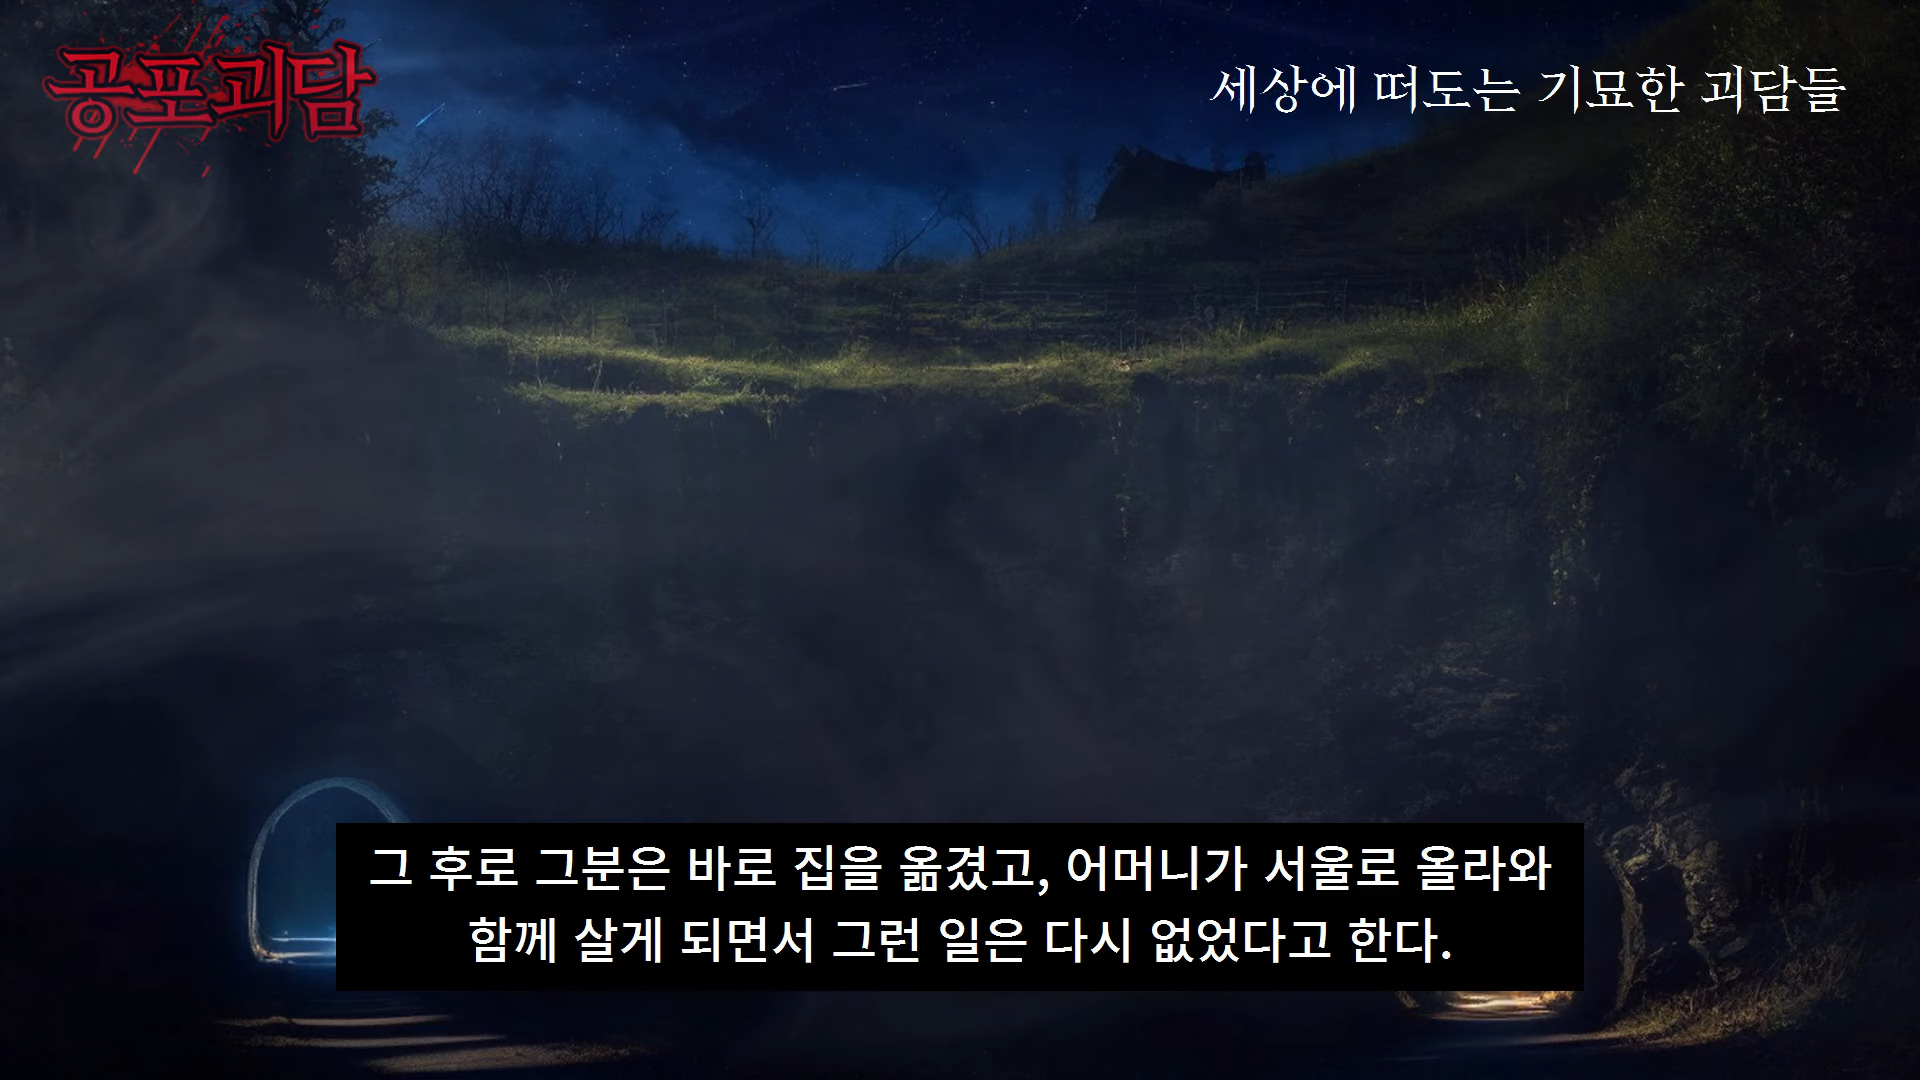 공포괴담
세상에 떠도는 기묘한 괴담들
그 후로 그분은 바로 집을 옮겼고, 어머니가 서울로 올라와
함께 살게 되면서 그런 일은 다시 없었다고 한다.